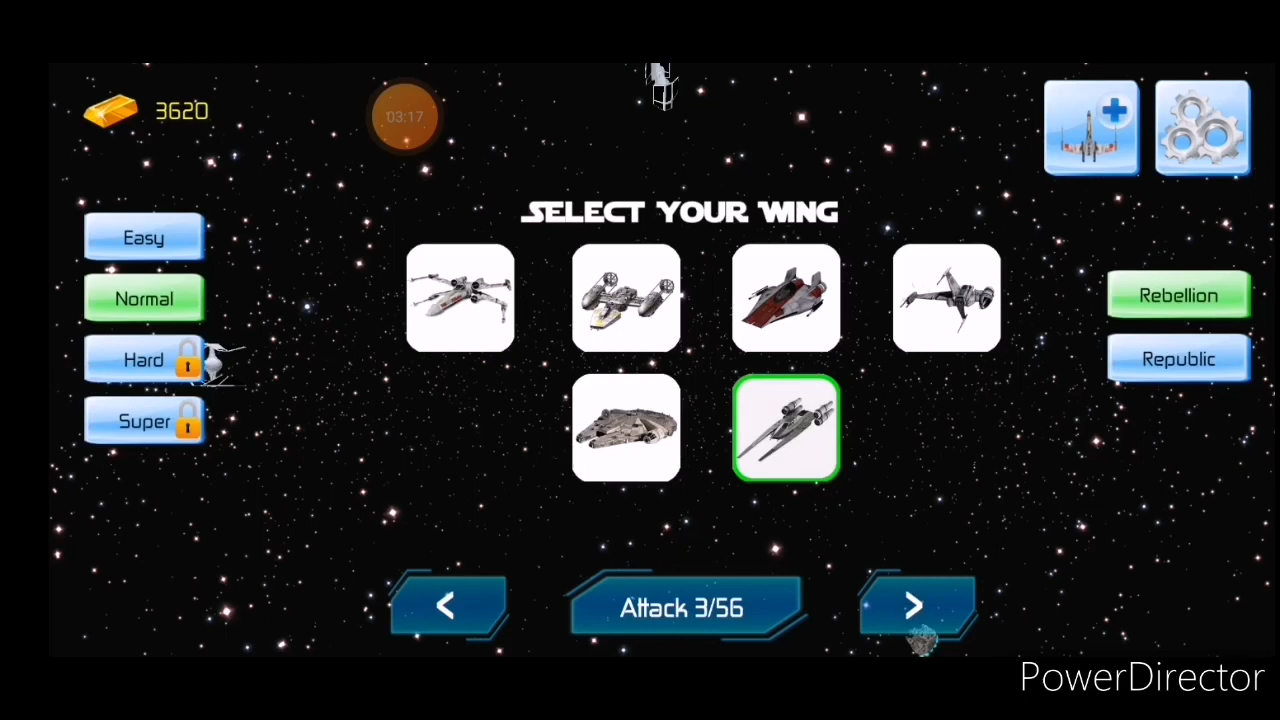 3620
03:17
SELECT YOUR WING
Easy
Normal
Hard
Super
Rebellion
Republic
<
Attack 3/56
>
PowerDirector